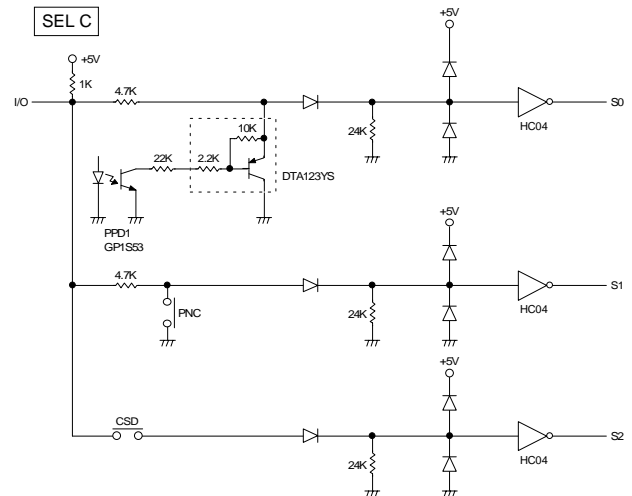 SEL C
+5V
+5V
1K
4.7K
I/O
S0
HC04
24K
10K
22K
2.2K
DTA123YS
PPD1
GP1S53
+5V
4.7K
S1
HC04
24K
PNC
+5V
CSD
S2
HC04
24K